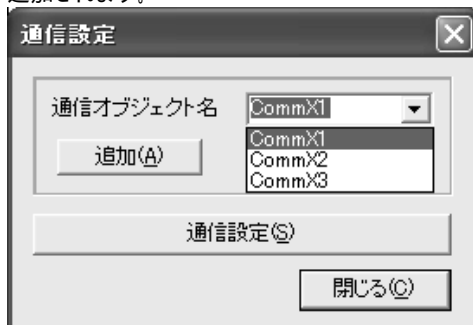 追加されます。
通信設定
通信オブジェクト名 CommX1
追加(A)
CommX1
CommX2
CommX3
通信設定(S)
閉じる(C)